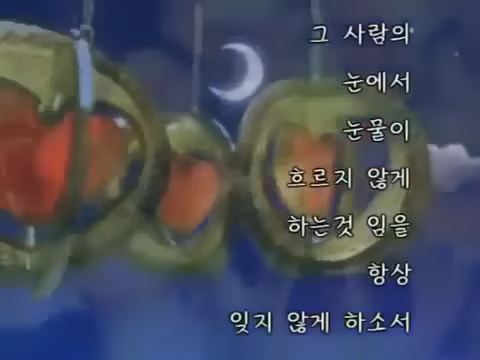 그 사람의
눈에서
눈물이
흐르지 않게
하는것 임을
항상
잊지 않게 하소서